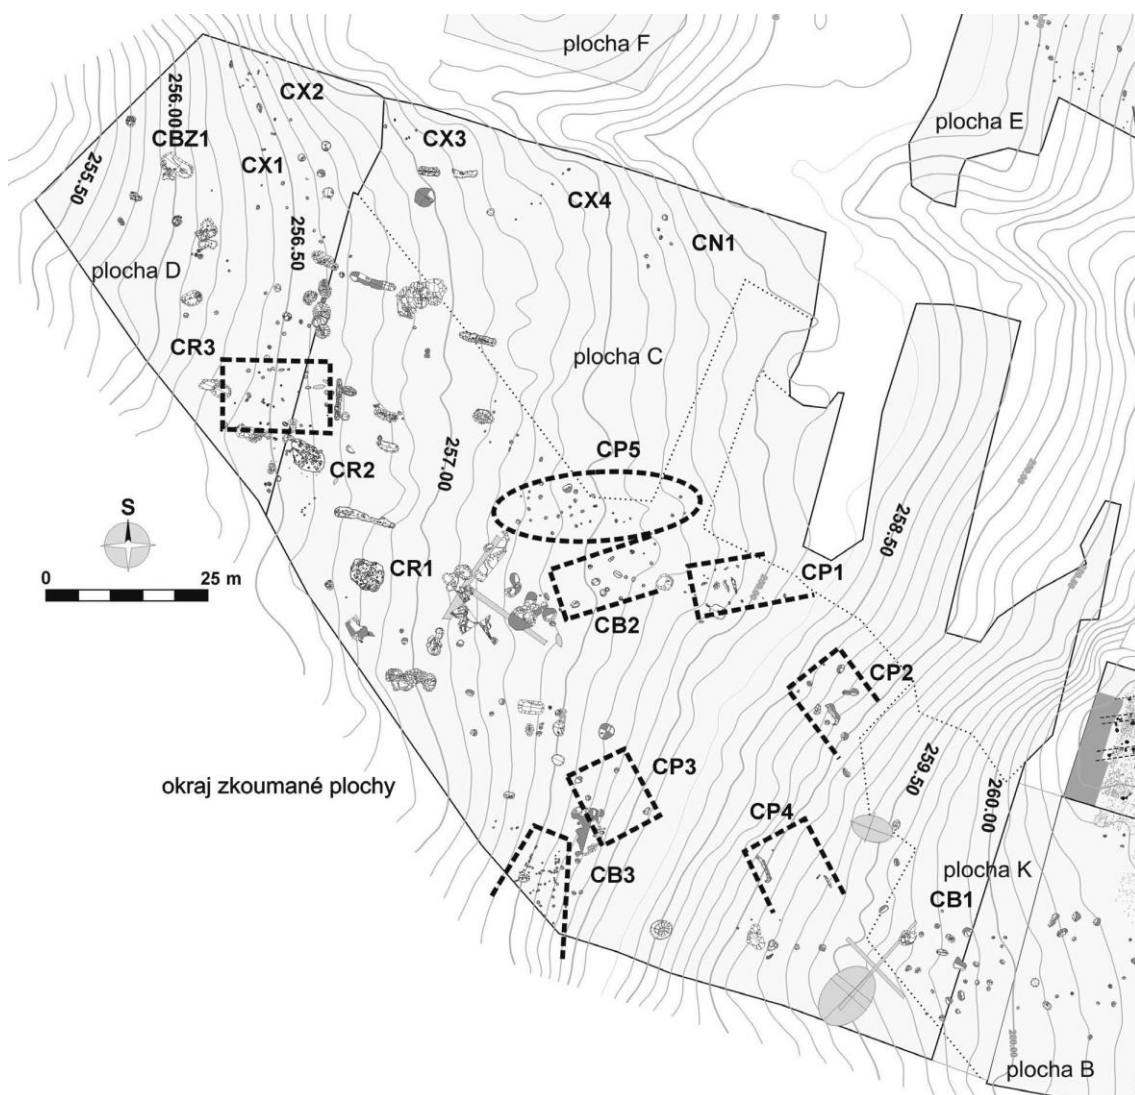 plocha F
256.00
CX2
plocha E
CBZ1
CX3
255.50
CX1
CX4
256.50
CN1
plocha D
CR3
plocha C
257.00
CP5
CR2
S
258.50
0
25 m
CR1
CP1
CB2
CP2
259.50
okraj zkoumané plochy
CP3
260.00
CP4
plocha K
CB3
CB1
plocha B